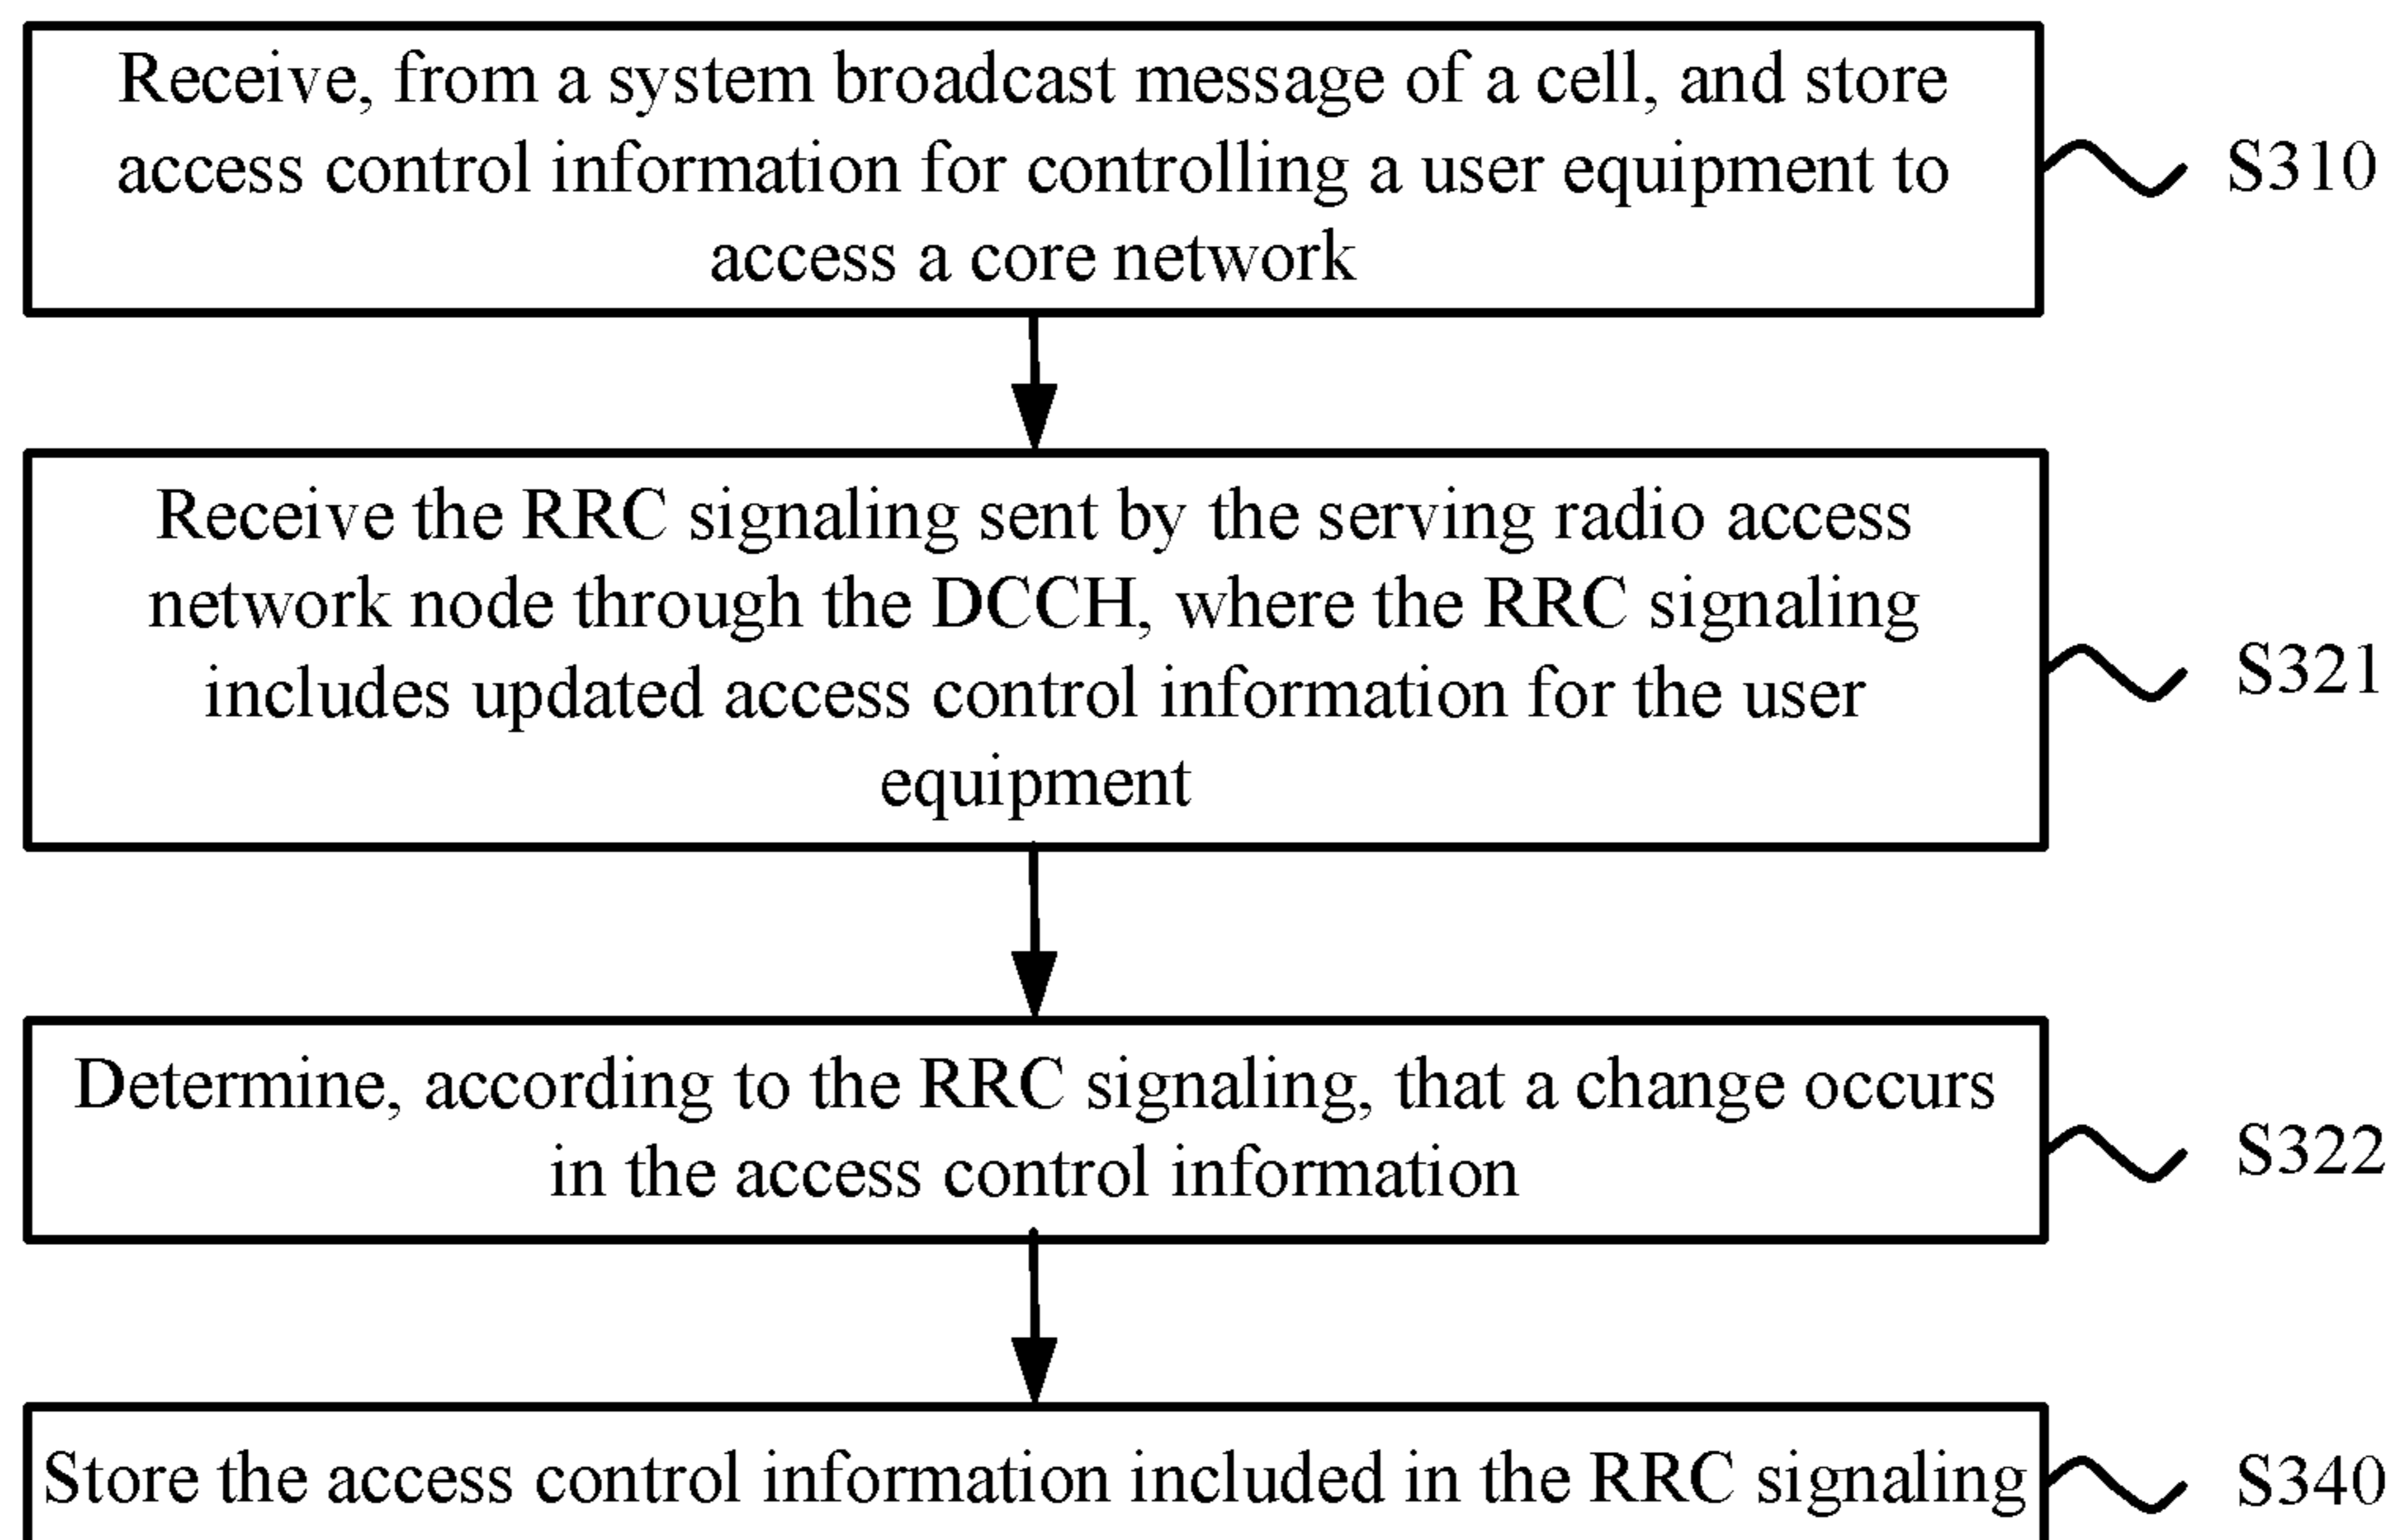 Receive, from a system broadcast message of a cell, and store
access control information for controlling a user equipment to
access a core network
S310
Receive the RRC signaling sent by the serving radio access
network node through the DCCH, where the RRC signaling
includes updated access control information for the user
equipment
S321
Determine, according to the RRC signaling, that a change occurs
in the access control information
S322
Store the access control information included in the RRC signaling
S340